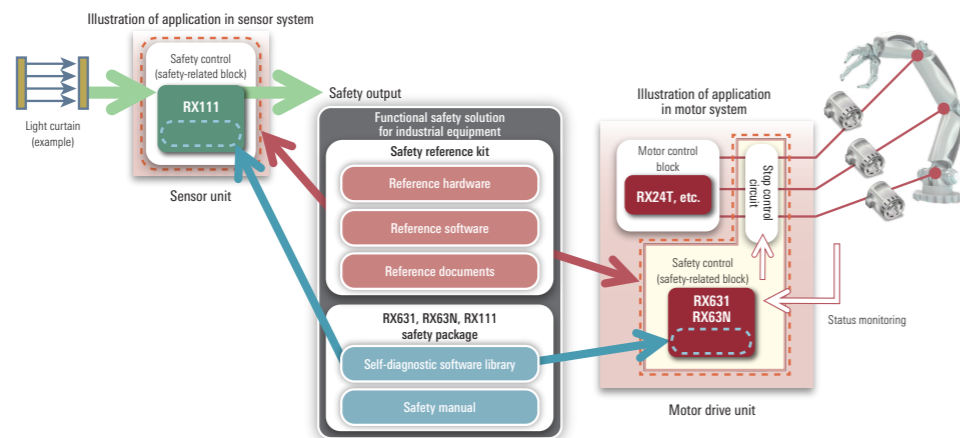 Illustration of application in sensor system
Safety control
(safety-related block)
RX111
Light curtain
(example)
Sensor unit
Safety output
Functional safety solution
for industrial equipment
Safety reference kit
Reference hardware
Reference software
Reference documents
RX631, RX63N, RX111
safety package
Self-diagnostic software library
Safety manual
Illustration of application
in motor system
Motor control
block
RX24T, etc.
Stop control
circuit
Safety control
(safety-related block)
RX631
RX63N
Status monitoring
Motor drive unit